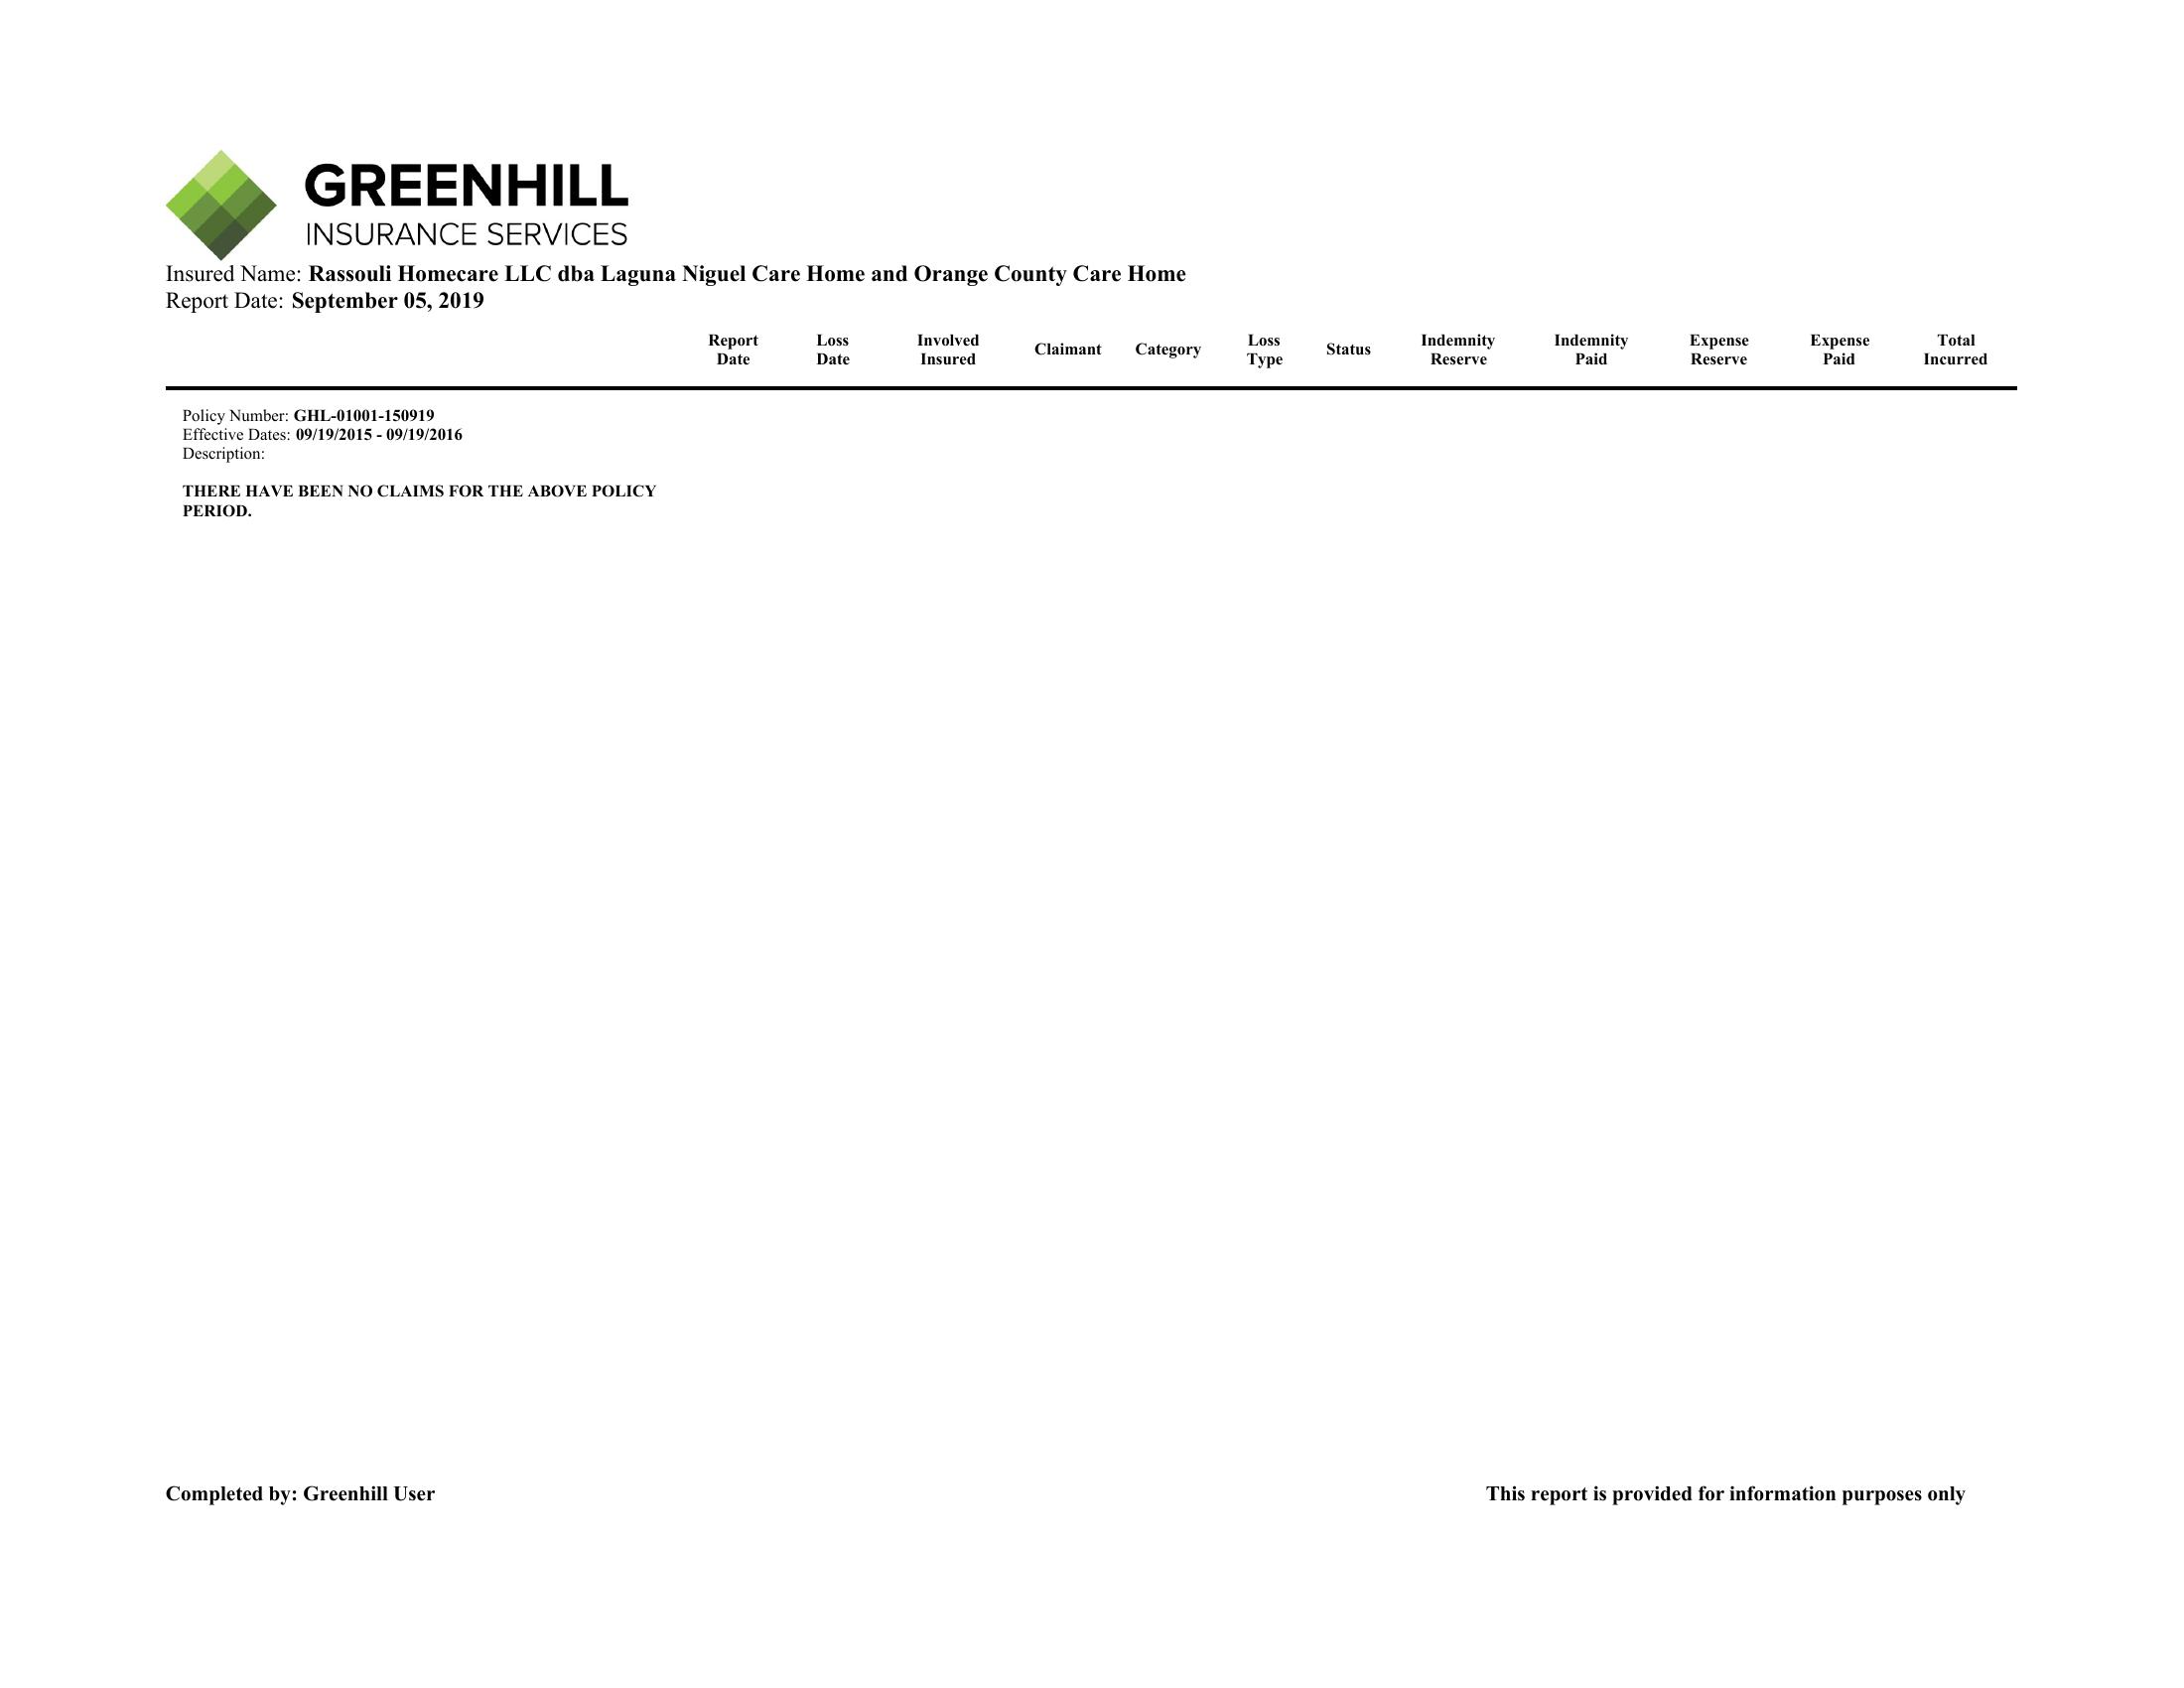 GREENHILL
INSURANCE SERVICES
Insured Name: Rassouli Homecare LLC dba Laguna Niguel Care Home and Orange County Care Home
Report Date: September 05, 2019
Report Date Loss Date Involved Insured Claimant Category Loss Type Status Indemnity Reserve Indemnity Paid Expense Reserve Expense Paid Total Incurred
Policy Number: GHL-01001-150919
Effective Dates: 09/19/2015 - 09/19/2016
Description:
THERE HAVE BEEN NO CLAIMS FOR THE ABOVE POLICY
PERIOD.
Completed by: Greenhill User
This report is provided for information purposes only